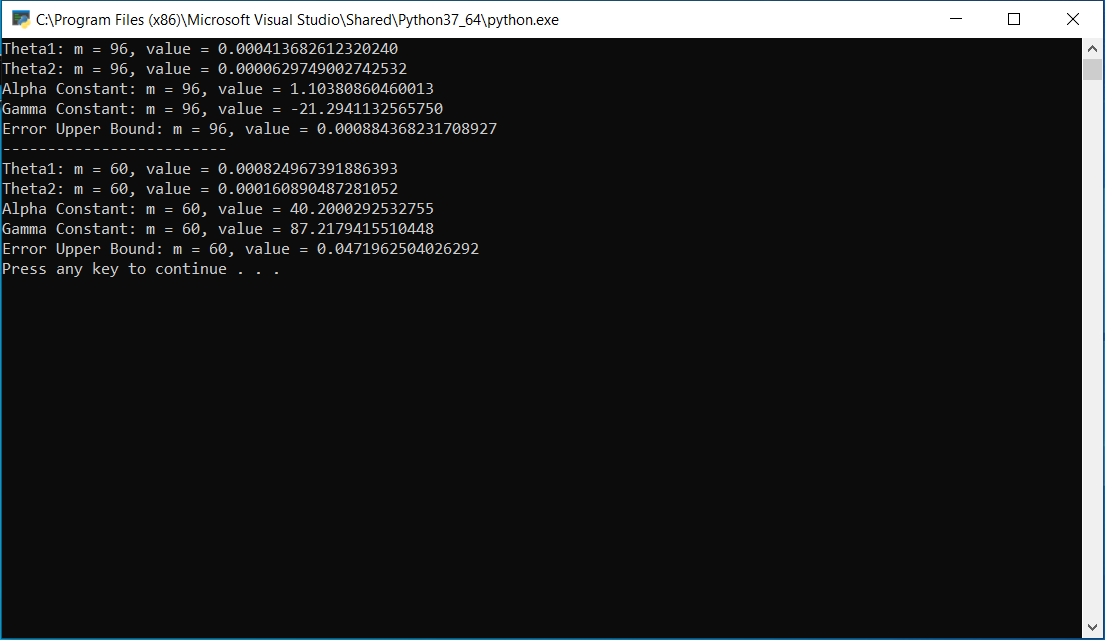 C:\Program Files (x86)\Microsoft Visual Studio\Shared\Python37_64\python.exe
Theta1: m = 96, value = 0.000413682612320240
Theta2: m = 96, value = 0.0000629749002742532
Alpha Constant: m = 96, value = 1.10380860460013
Gamma Constant: m = 96, value = -21.2941132565750
Error Upper Bound: m = 96, value = 0.000884368231708927
-------------------------
Theta1: m = 60, value = 0.000824967391886393
Theta2: m = 60, value = 0.000160890487281052
Alpha Constant: m = 60, value = 40.2000292532755
Gamma Constant: m = 60, value = 87.2179415510448
Error Upper Bound: m = 60, value = 0.0471962504026292
Press any key to continue . . .